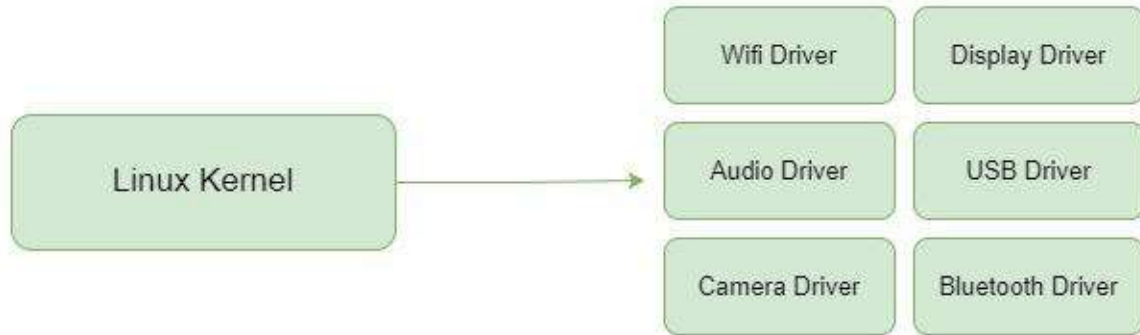 Linux Kernel
Wifi Driver
Display Driver
Audio Driver
USB Driver
Camera Driver
Bluetooth Driver